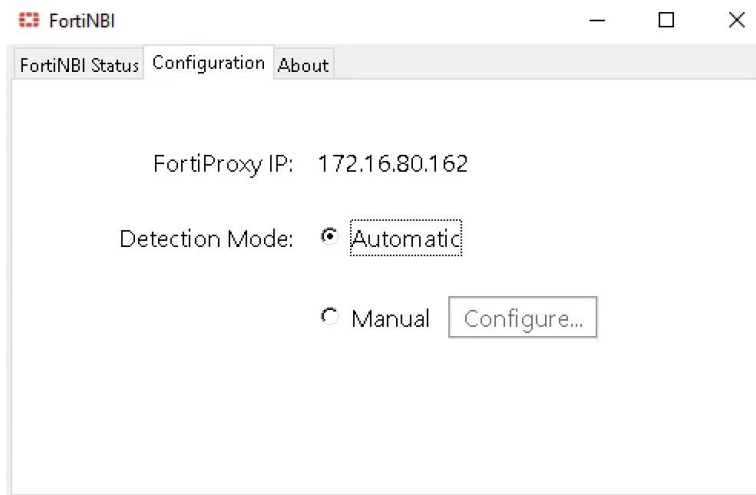 FortiNBI
FortiNBI Status Configuration About
FortiProxy IP: 172.16.80.162
Detection Mode: Automatic
Manual Configure...